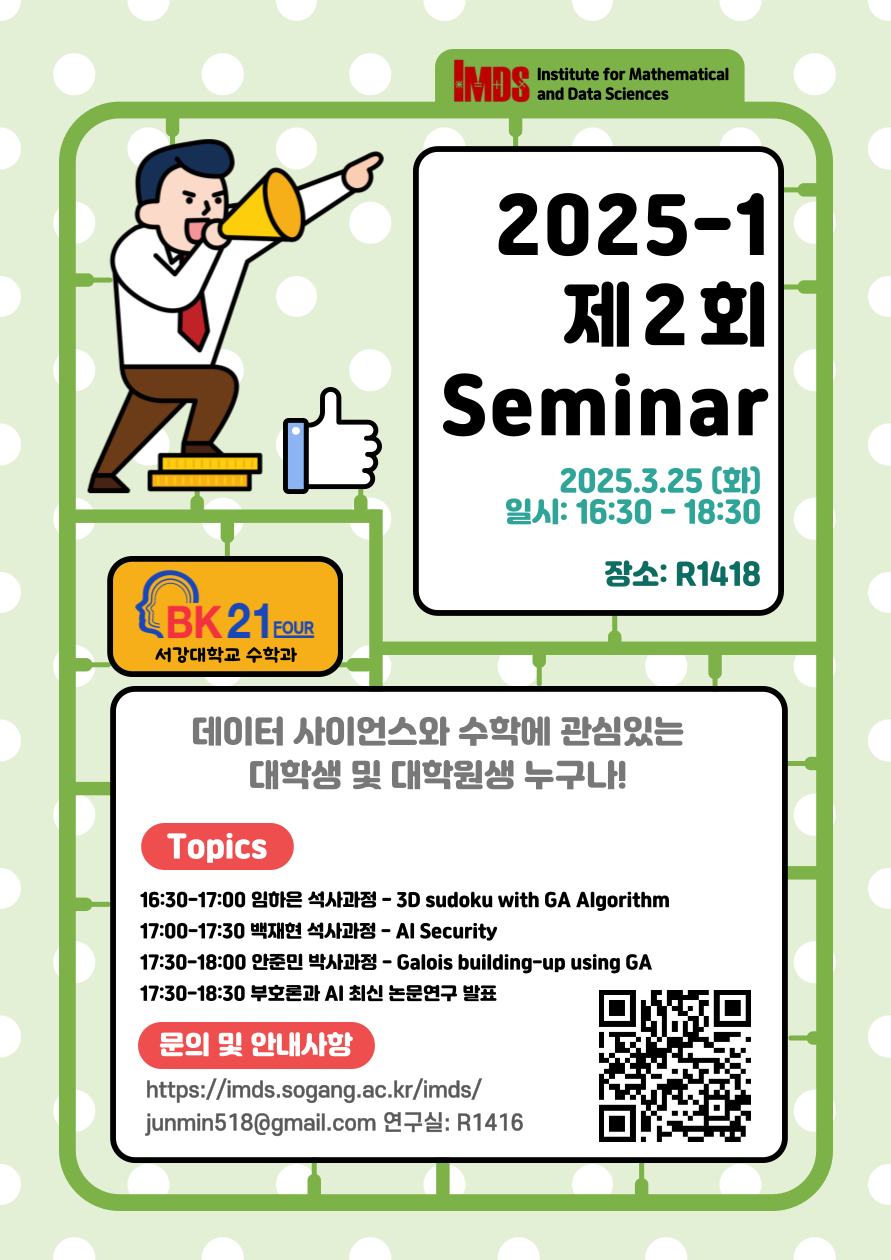 IMDS Institute for Mathematical
and Data Sciences
2025-1
제2회
Seminar
2025.3.25 (화)
일시: 16:30 - 18:30
장소: R1418
BK 21 FOUR
서강대학교 수학과
데이터 사이언스와 수학에 관심있는
대학생 및 대학원생 누구나!
Topics
16:30-17:00 임하은 석사과정 - 3D sudoku with GA Algorithm
17:00-17:30 백재현 석사과정 - AI Security
17:30-18:00 안준민 박사과정 - Galois building-up using GA
17:30-18:30 부호론과 AI 최신 논문연구 발표
문의 및 안내사항
https://imds.sogang.ac.kr/imds/
junmin518@gmail.com 연구실: R1416